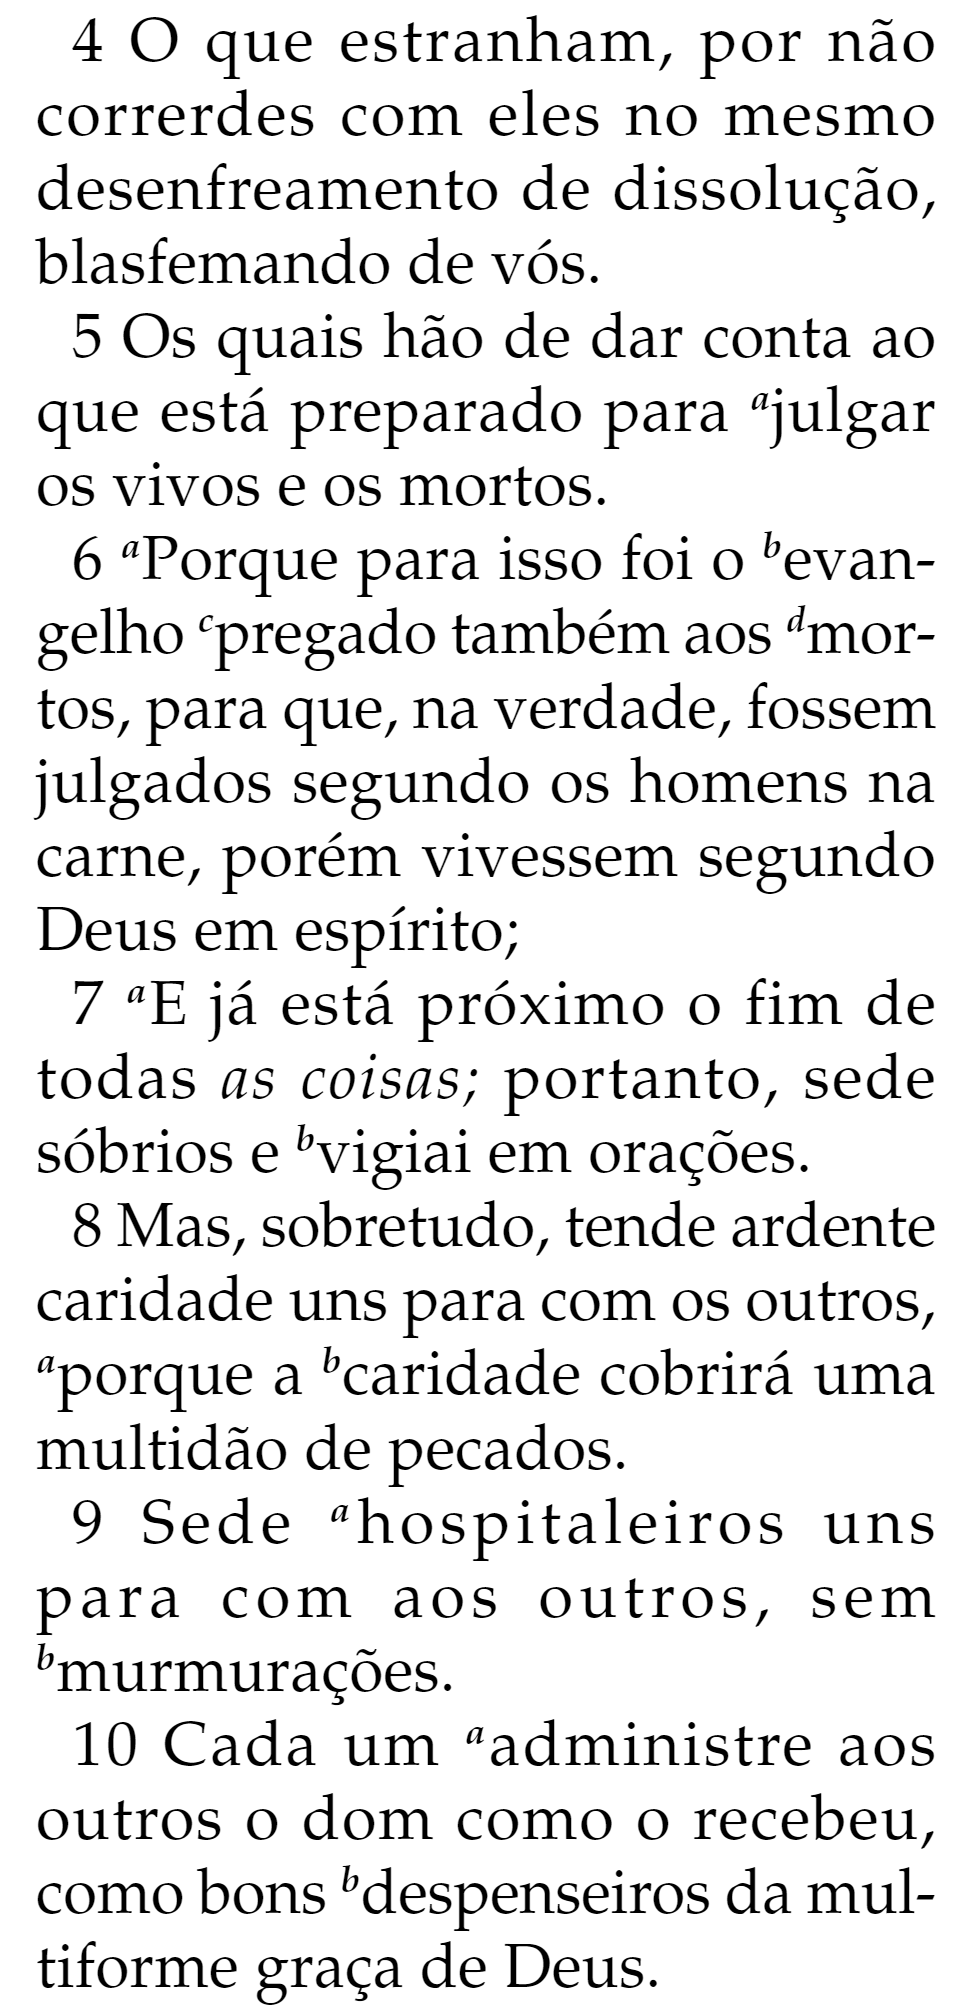 4 O que estranham, por não
correrdes com eles no mesmo
desenfreamento de dissolução,
blasfemando de vós.
5 Os quais hão de dar conta ao
que está preparado para ᵃjulgar
os vivos e os mortos.
6 ᵃPorque para isso foi o ᵇevan-
gelho ᶜpregado também aos ᵈmor-
tos, para que, na verdade, fossem
julgados segundo os homens na
carne, porém vivessem segundo
Deus em espírito;
7 ᵃE já está próximo o fim de
todas as coisas; portanto, sede
sóbrios e ᵇvigiai em orações.
8 Mas, sobretudo, tende ardente
caridade uns para com os outros,
ᵃporque a ᵇcaridade cobrirá uma
multidão de pecados.
9 Sede ᵃhospitaleiros uns
para com aos outros, sem
ᵇmurmurações.
10 Cada um ᵃadministre aos
outros o dom como o recebeu,
como bons ᵇdespenseiros da mul-
tiforme graça de Deus.